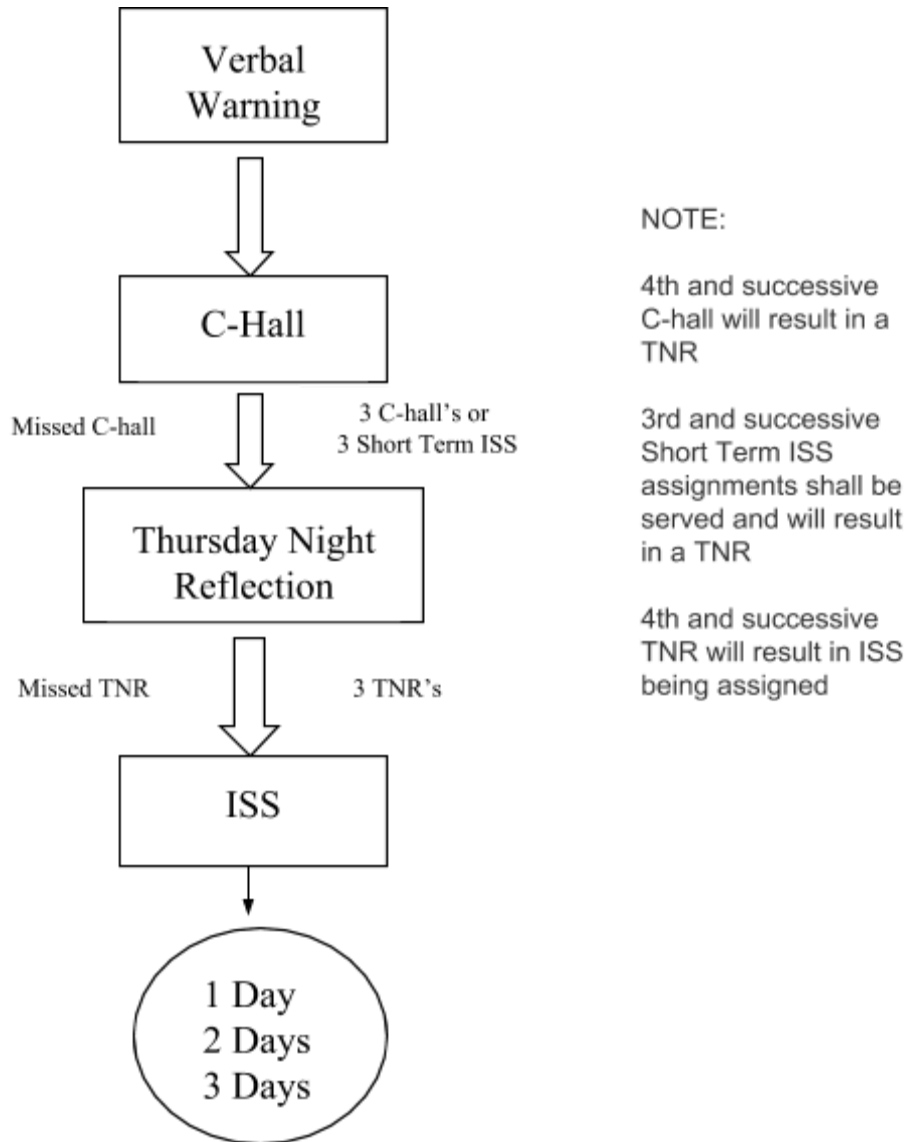 Verbal
Warning
C-Hall
Missed C-hall
3 C-hall's or
3 Short Term ISS
Thursday Night
Reflection
Missed TNR
3 TNR's
ISS
1 Day
2 Days
3 Days
NOTE:
4th and successive
C-hall will result in a
TNR
3rd and successive
Short Term ISS
assignments shall be
served and will result
in a TNR
4th and successive
TNR will result in ISS
being assigned